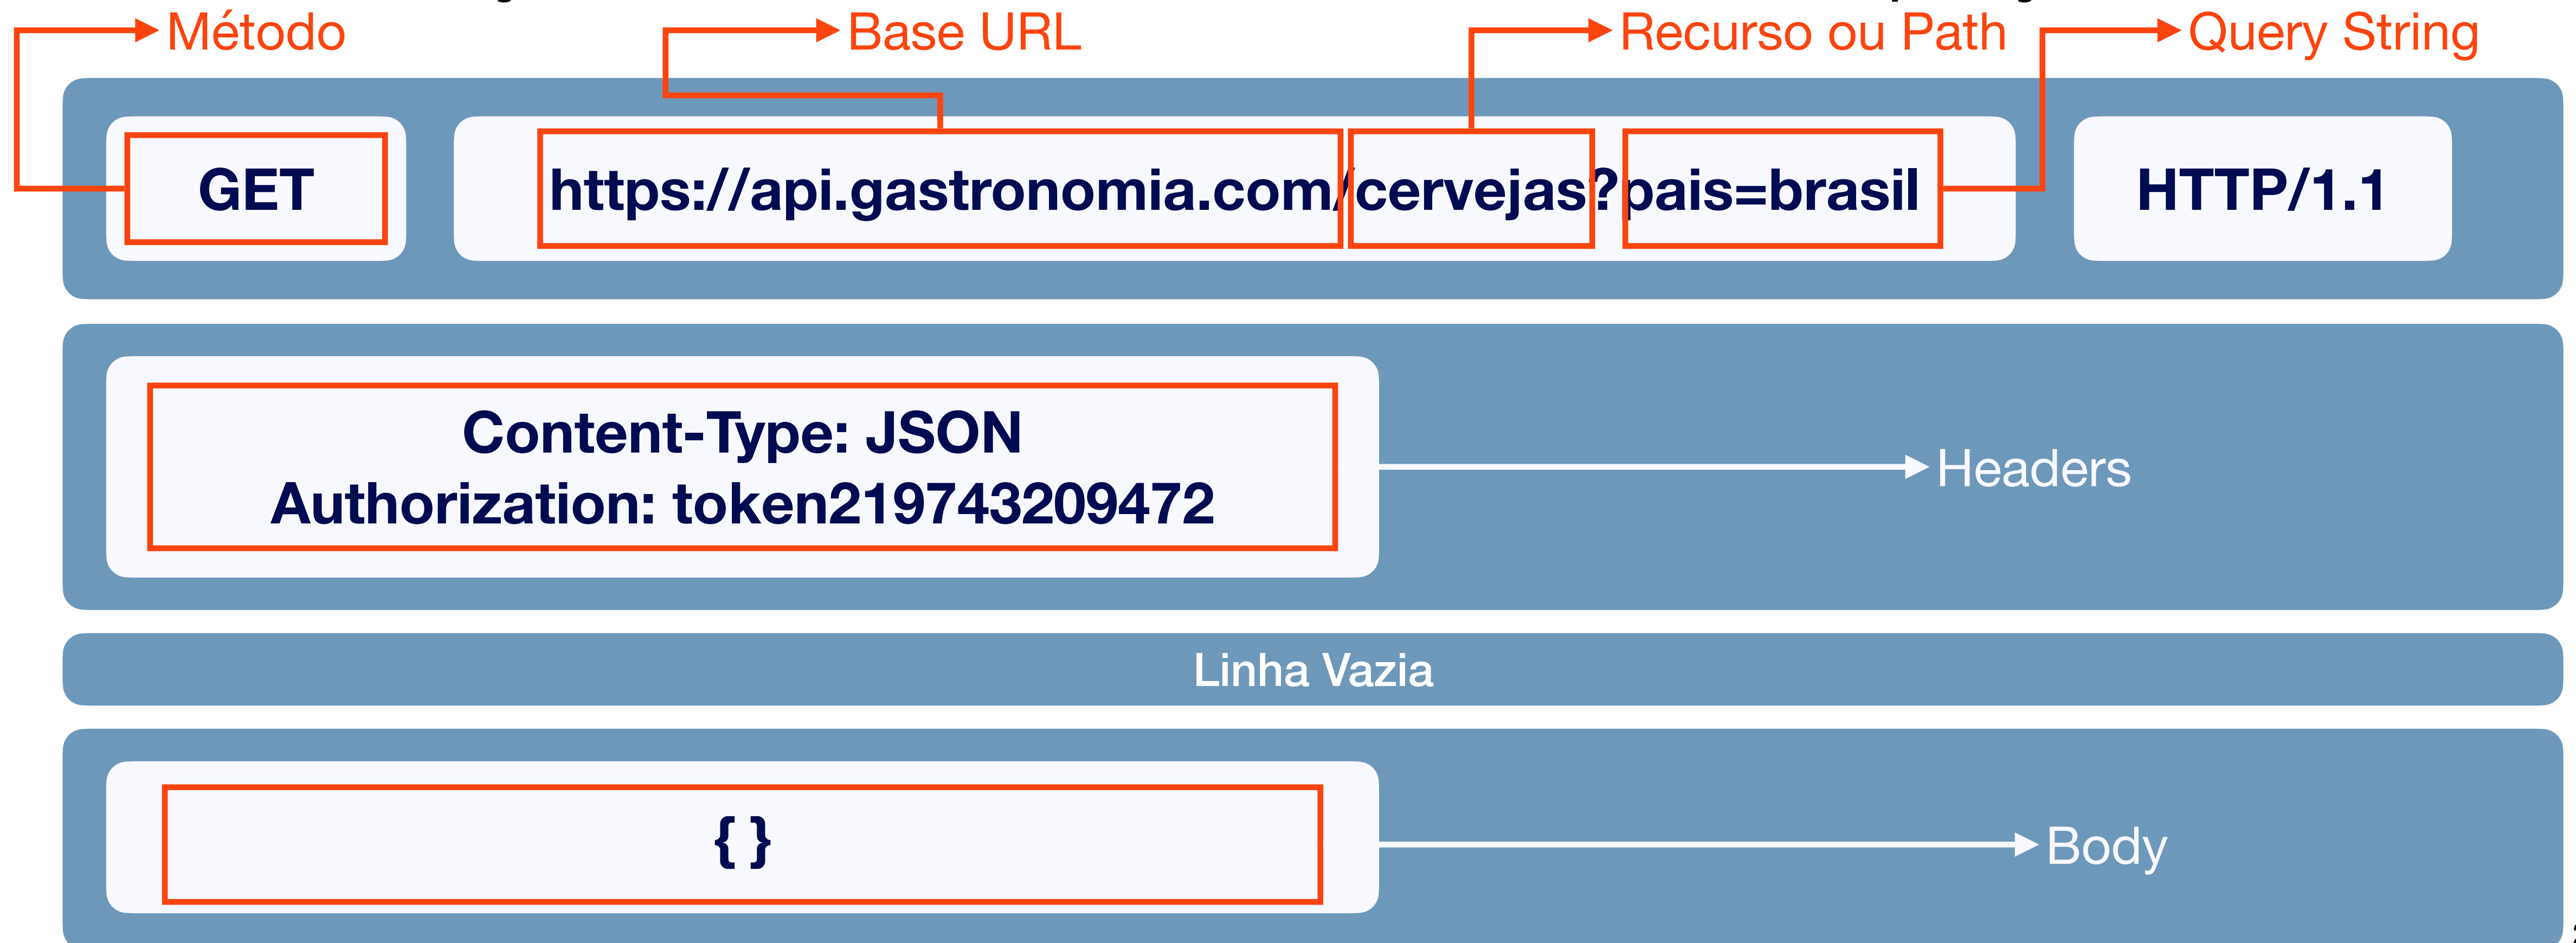 Método
Base URL
Recurso ou Path
Query String
GET
https://api.gastronomia.com/cervejas?pais=brasil
HTTP/1.1
Content-Type: JSON
Authorization: token219743209472
Headers
Linha Vazia
{ }
Body